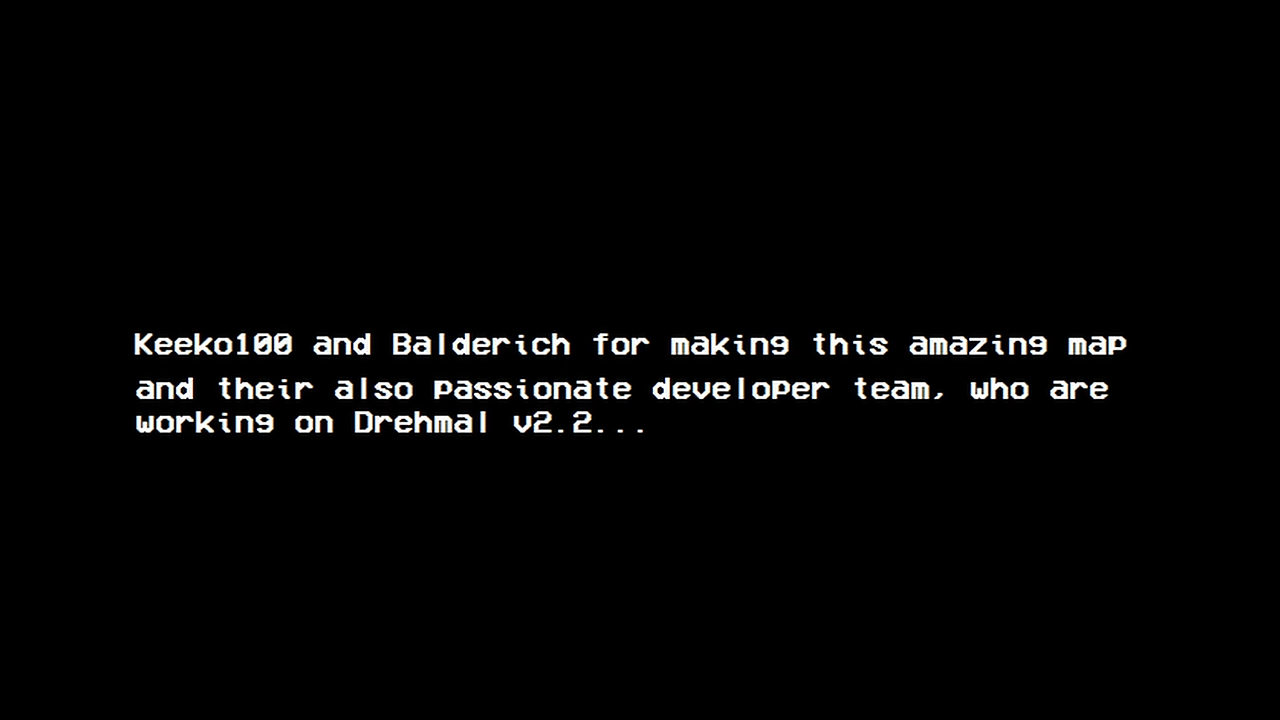 Keeko100 and Balderich for making this amazing map
and their also passionate developer team, who are
working on Drehmal v2.2...